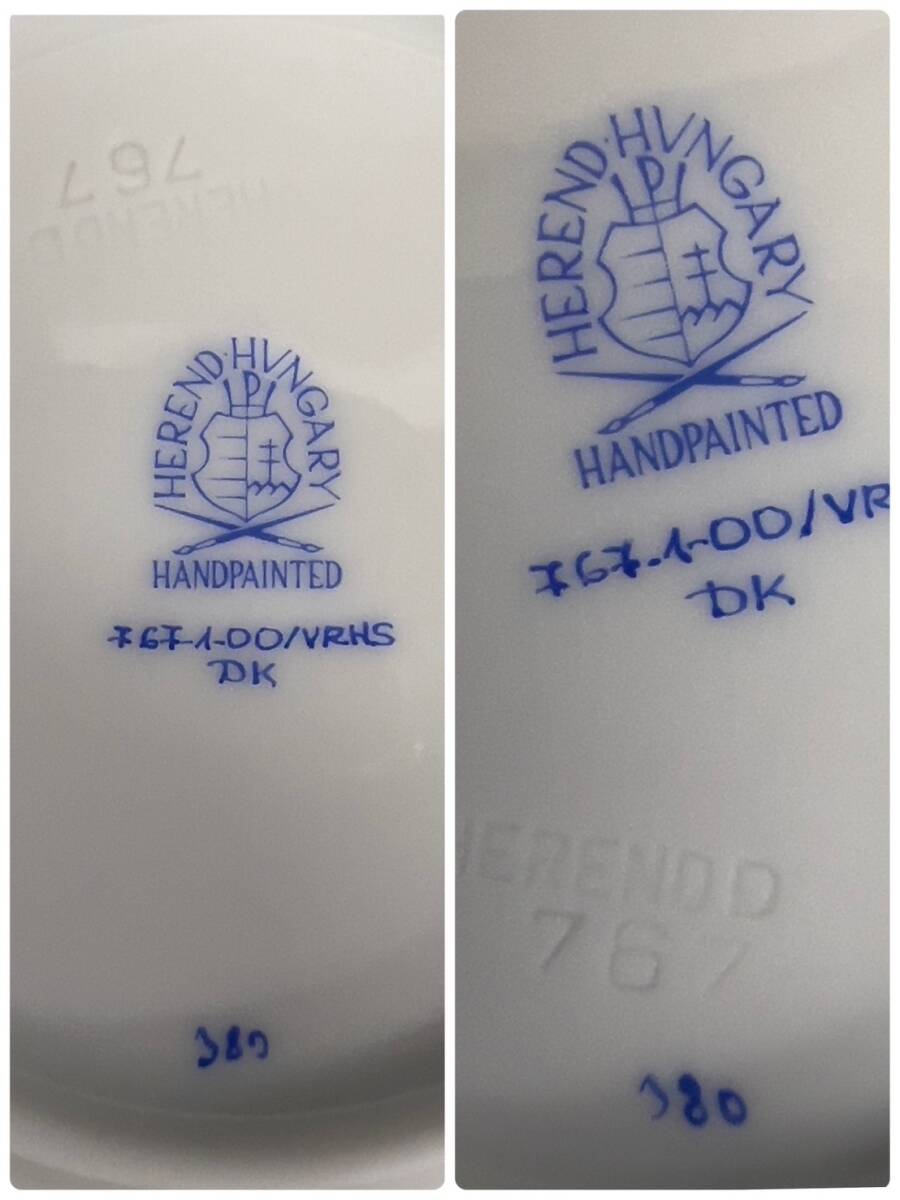 767
HERENDD
HEREND·HVNGARY
P
HANDPAINTED
767-1-00/VRHS
DK
380
HEREND·HVNGARY
P
HANDPAINTED
767-1-00/VR
DK
HERENDD
767
380